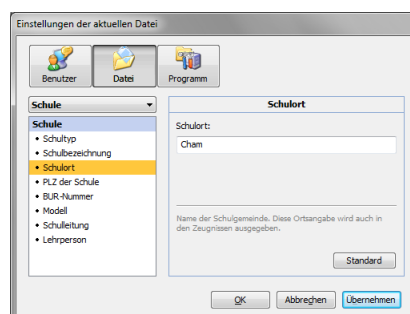 Einstellungen der aktuellen Datei
Benutzer
Datei
Programm
Schule
Schule
• Schultyp
• Schulbezeichnung
• Schulort
• PLZ der Schule
• BUR-Nummer
• Modell
• Schulleitung
• Lehrperson
Schulort
Schulort:
Cham
Name der Schulgemeinde. Diese Ortsangabe wird auch in
den Zeugnissen ausgegeben.
Standard
OK
Abbrechen
Übernehmen